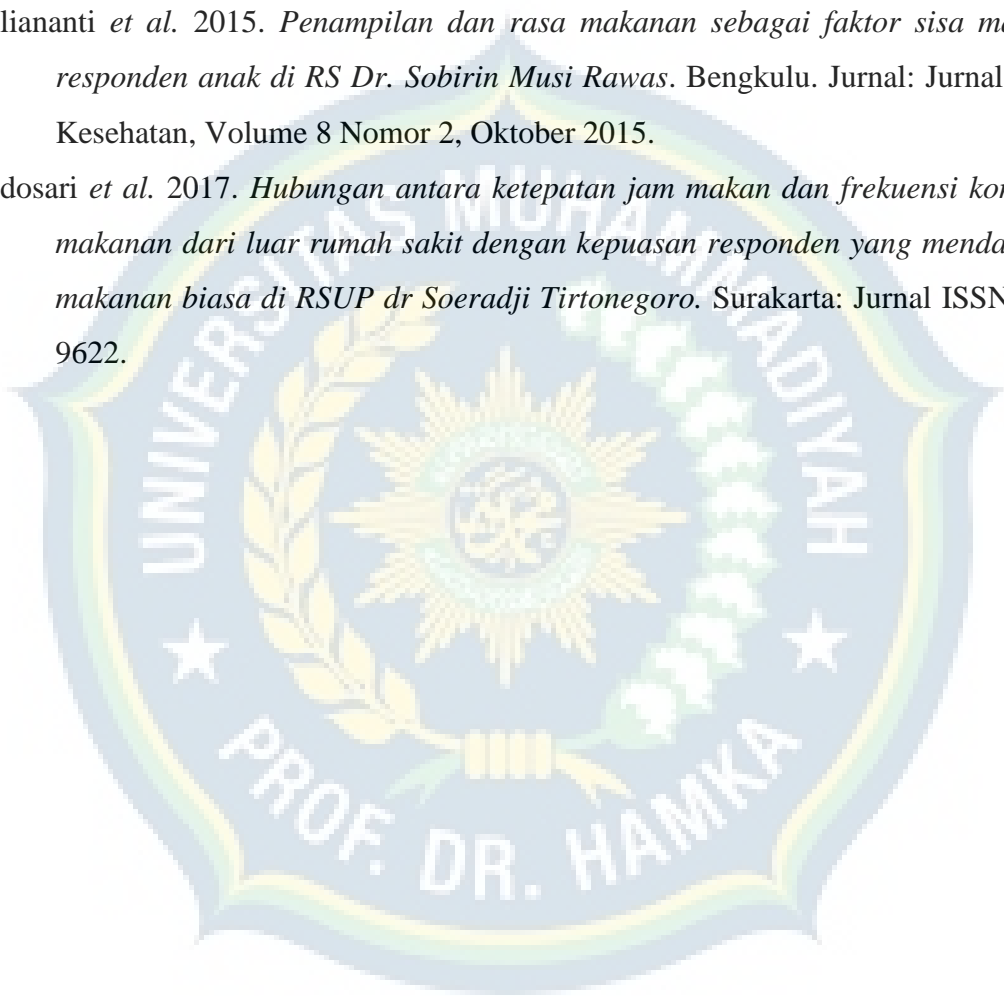 liananti et al. 2015. Penampilan dan rasa makanan sebagai faktor sisa ma
responden anak di RS Dr. Sobirin Musi Rawas. Bengkulu. Jurnal: Jurnal
Kesehatan, Volume 8 Nomor 2, Oktober 2015.
dosari et al. 2017. Hubungan antara ketepatan jam makan dan frekuensi kon
makanan dari luar rumah sakit dengan kepuasan responden yang menda
makanan biasa di RSUP dr Soeradji Tirtonegoro. Surakarta: Jurnal ISSN
9622.
UNIVERSITAS MUHAMMADIYAH
PROF. DR. HAMKA